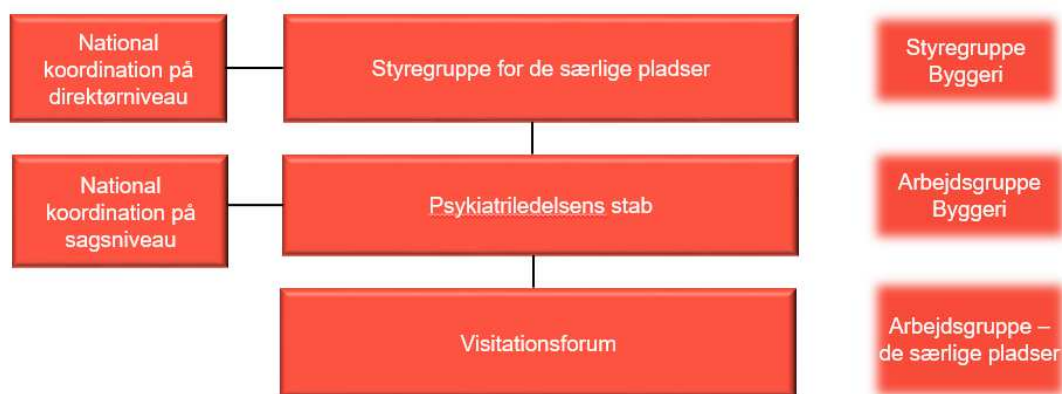 National
koordination på
direktørniveau
Styregruppe for de særlige pladser
Styregruppe
Byggeri
National
koordination på
sagsniveau
Psykiatriledelsens stab
Arbejdsgruppe
Byggeri
Visitationsforum
Arbejdsgruppe –
de særlige pladser